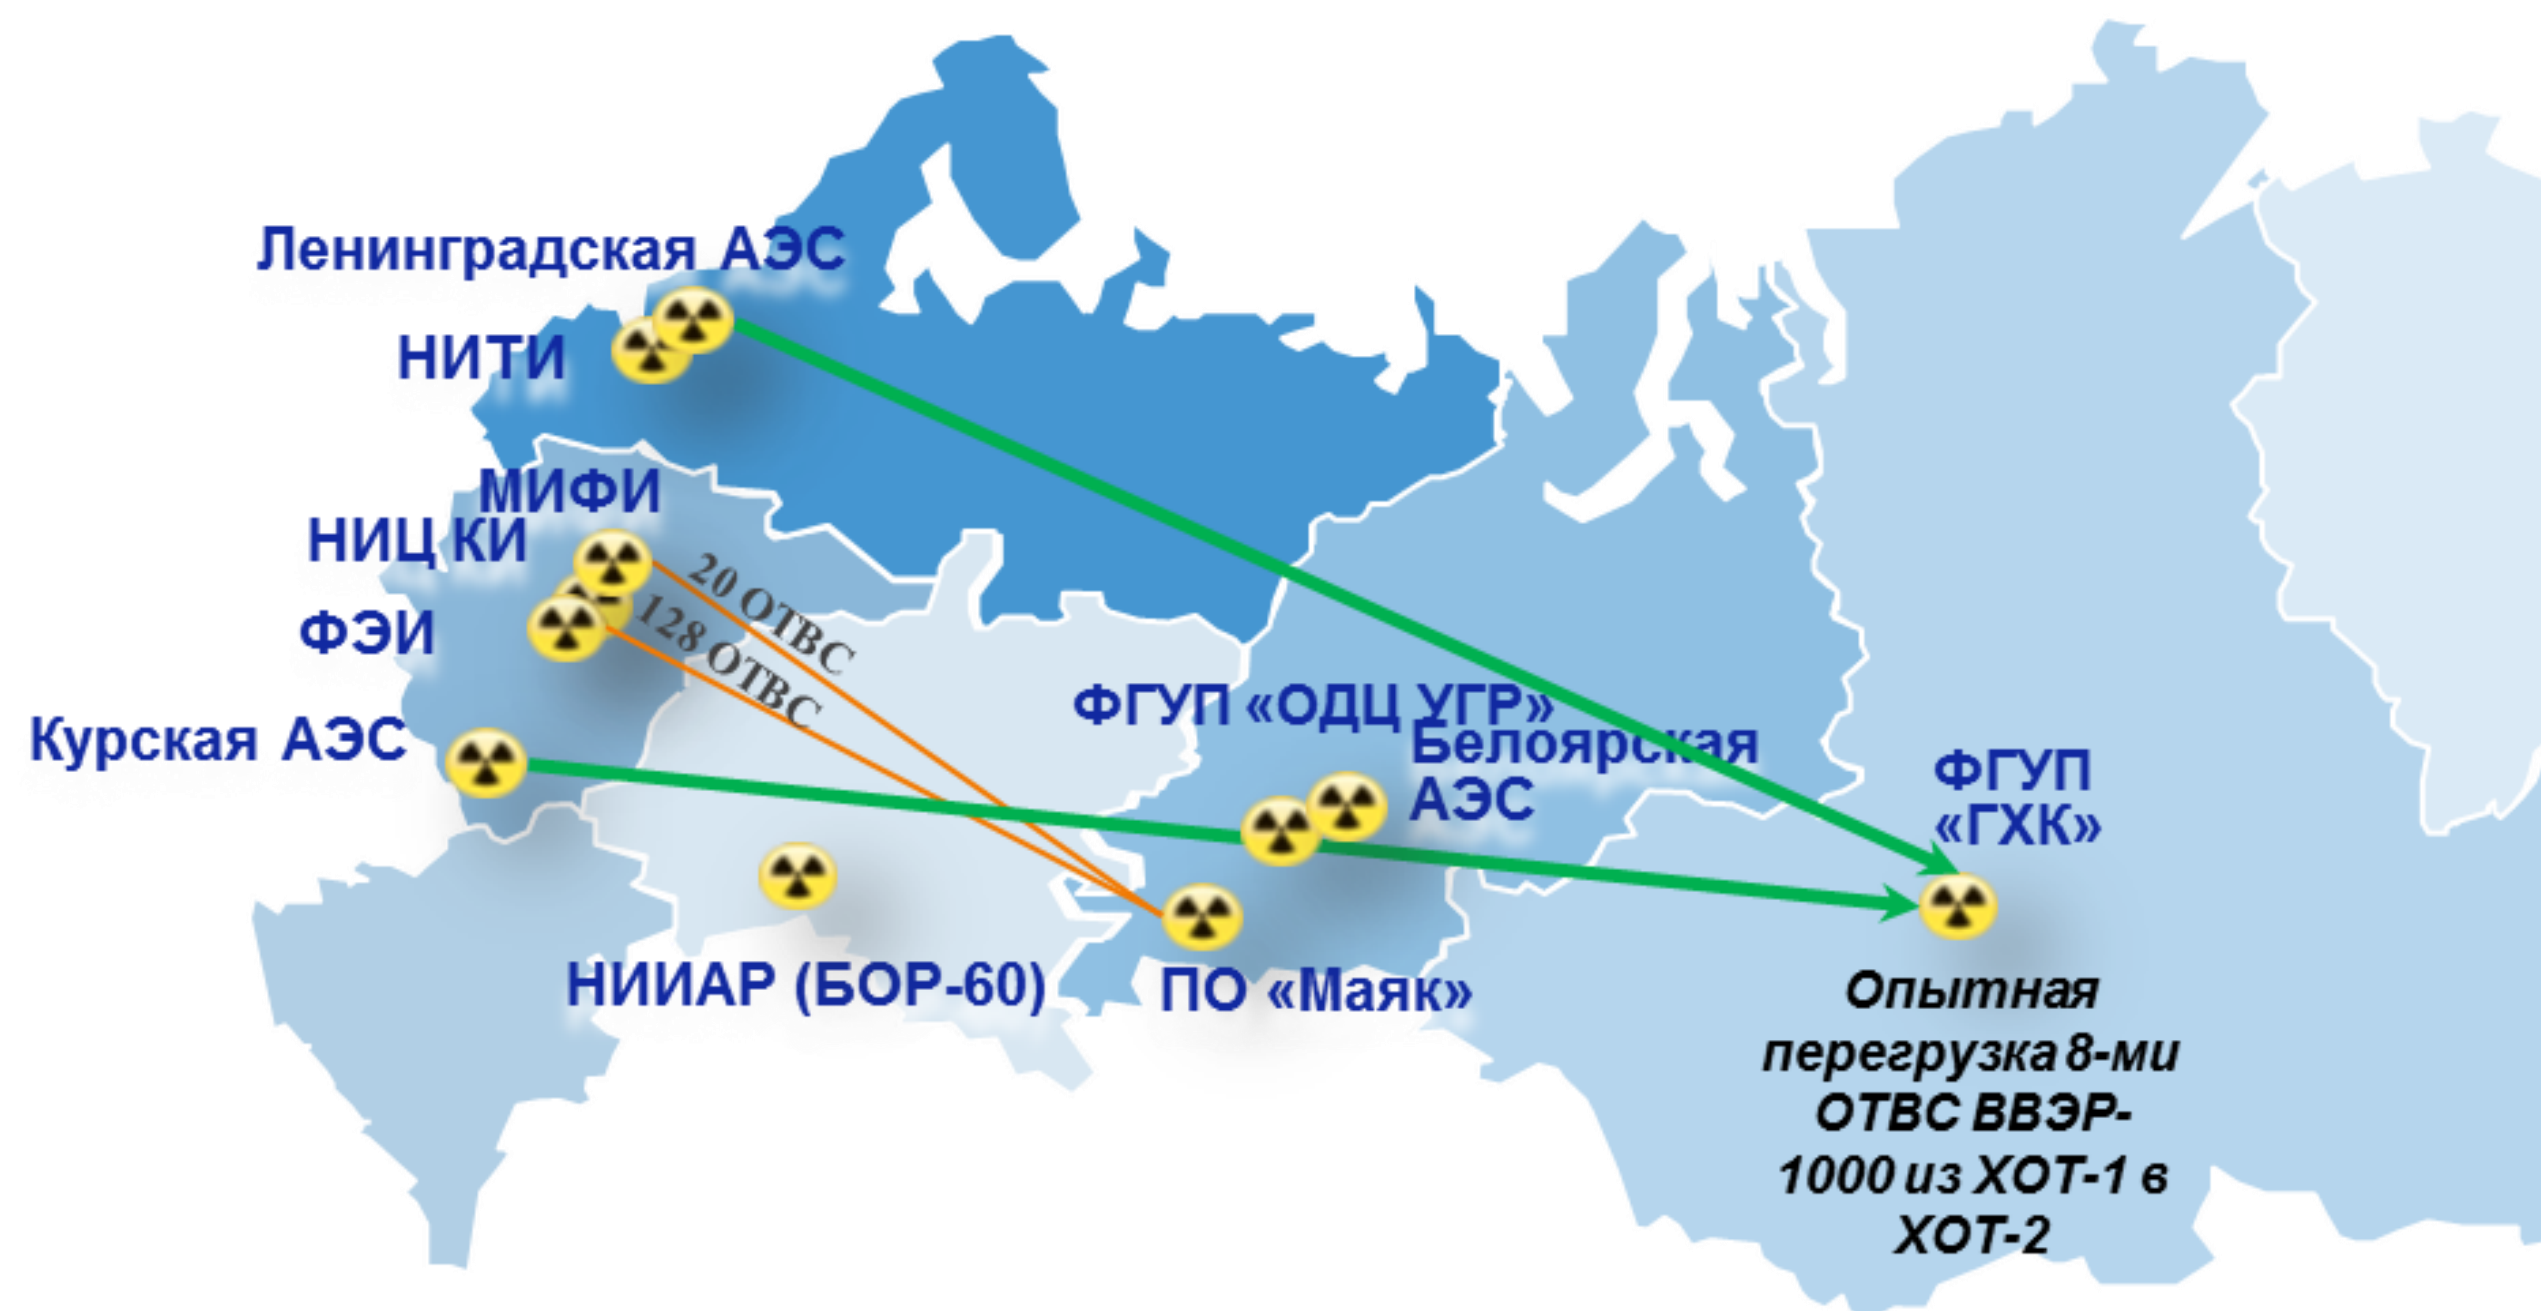 Ленинградская АЭС
НИТИ
МИФИ
НИЦ КИ
ФЭИ
20 ОТВС
128 ОТВС
Курская АЭС
ФГУП «ОДЦ УГР»
Белоярская
АЭС
ФГУП
«ГХК»
НИИАР (БОР-60)
ПО «Маяк»
Опытная
перегрузка 8-ми
ОТВС ВВЭР-
1000 из ХОТ-1 в
ХОТ-2